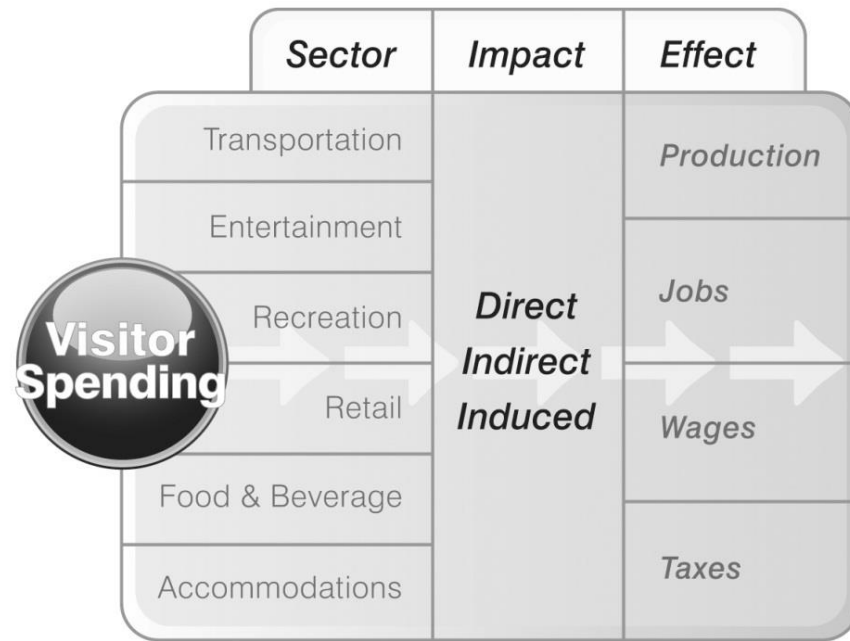 Sector
Impact
Effect
Transportation
Entertainment
Recreation
Retail
Food & Beverage
Accommodations
Visitor
Spending
Direct
Indirect
Induced
Production
Jobs
Wages
Taxes